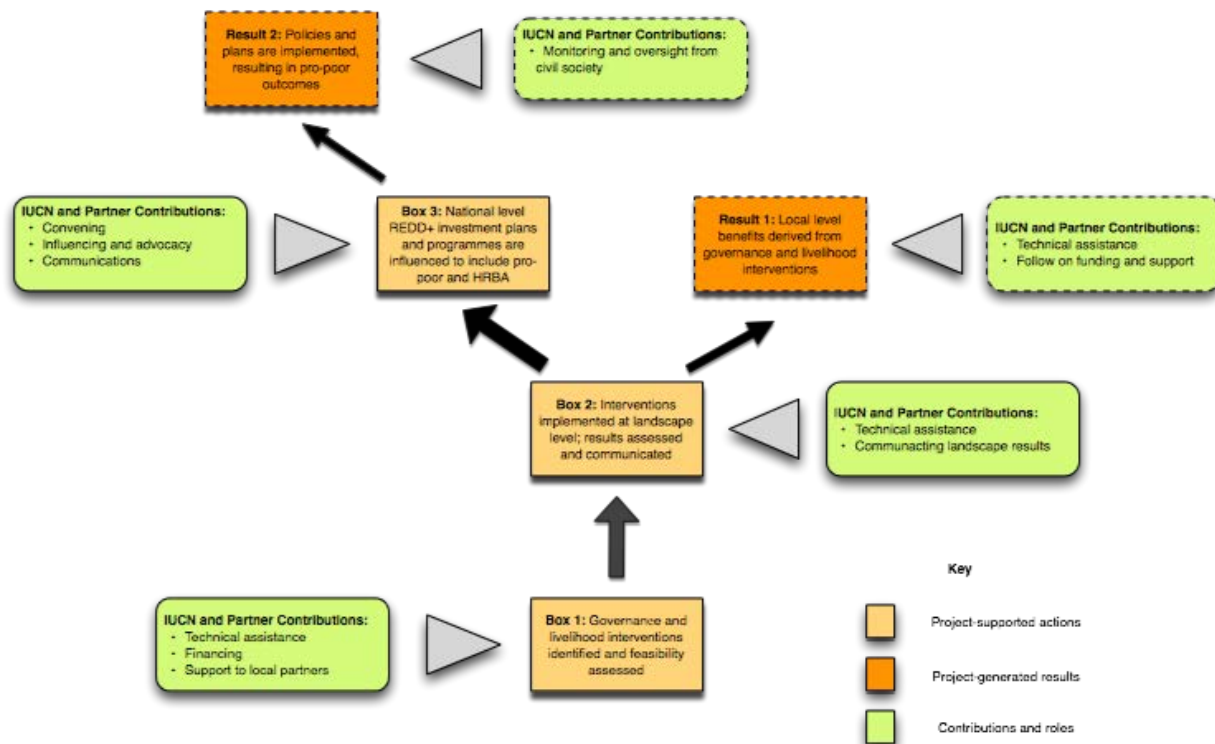 Result 2: Policies and
plans are implemented,
resulting in pro-poor
outcomes
IUCN and Partner Contributions:
• Monitoring and oversight from
civil society
IUCN and Partner Contributions:
• Convening
• Influencing and advocacy
• Communications
Box 3: National level
REDD+ investment plans
and programmes are
influenced to include pro-
poor and HRBA
Result 1: Local level
benefits derived from
governance and livelihood
interventions
IUCN and Partner Contributions:
• Technical assistance
• Follow on funding and support
Box 2: Interventions
implemented at landscape
level; results assessed
and communicated
IUCN and Partner Contributions:
• Technical assistance
• Communacting landscape results
IUCN and Partner Contributions:
• Technical assistance
• Financing
• Support to local partners
Box 1: Governance and
livelihood interventions
identified and feasibility
assessed
Key
Project-supported actions
Project-generated results
Contributions and roles